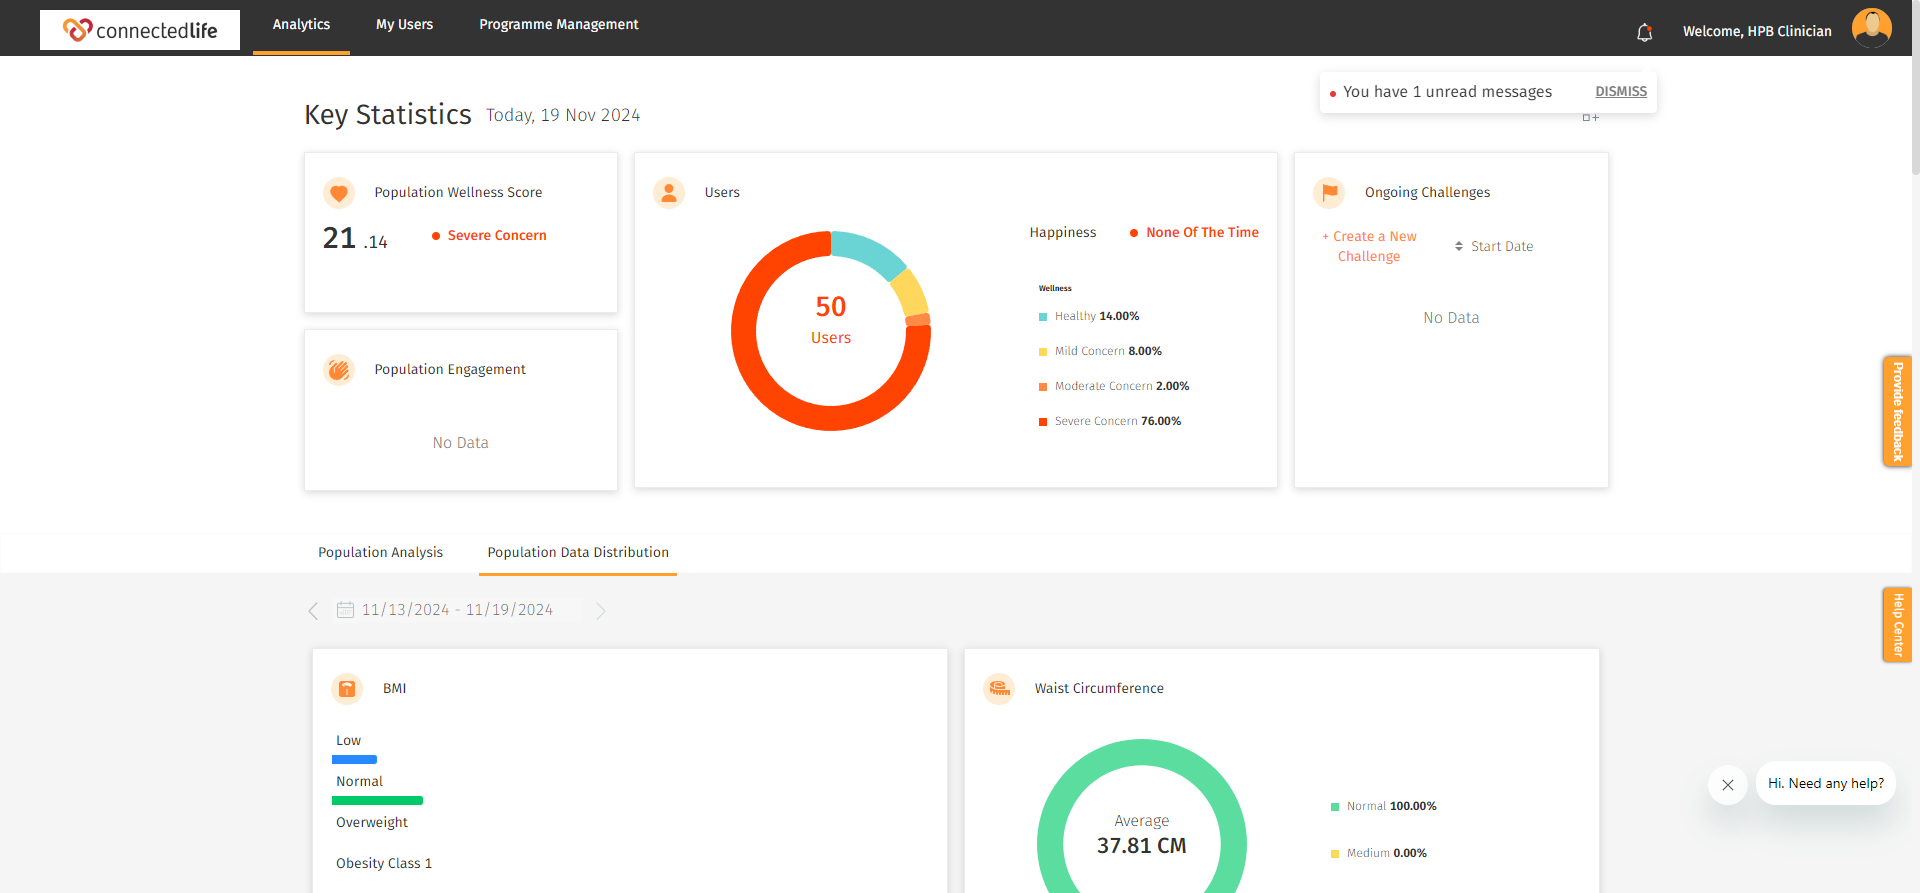 connectedlife
Analytics
My Users
Programme Management
Welcome, HPB Clinician
You have 1 unread messages
DISMISS
Key Statistics
Today, 19 Nov 2024
Population Wellness Score
21 .14
Severe Concern
Population Engagement
No Data
Users
50
Users
Happiness
None Of The Time
Wellness
Healthy 14.00%
Mild Concern 8.00%
Moderate Concern 2.00%
Severe Concern 76.00%
Ongoing Challenges
+ Create a New
Challenge
Start Date
No Data
Provide feedback
Population Analysis
Population Data Distribution
11/13/2024 - 11/19/2024
Help Center
BMI
Low
Normal
Overweight
Obesity Class 1
Waist Circumference
Average
37.81 CM
Normal 100.00%
Medium 0.00%
Hi. Need any help?